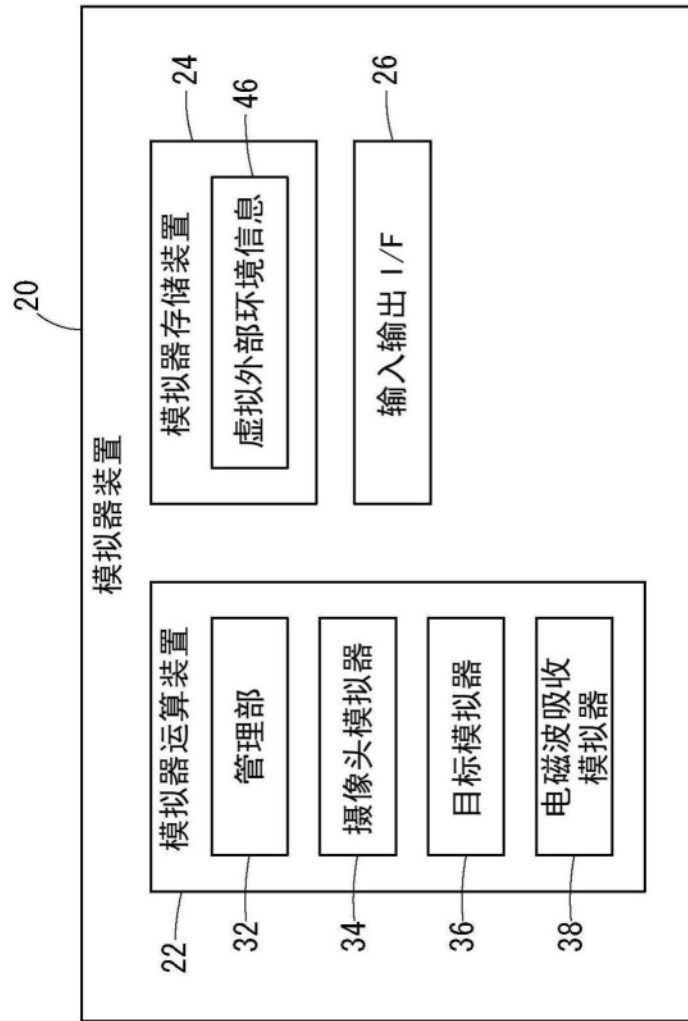 20
模拟器装置
22
模拟器运算装置
32
管理部
34
摄像头模拟器
36
目标模拟器
38
电磁波吸收
模拟器
24
模拟器存储装置
46
虚拟外部环境信息
26
输入输出 I/F